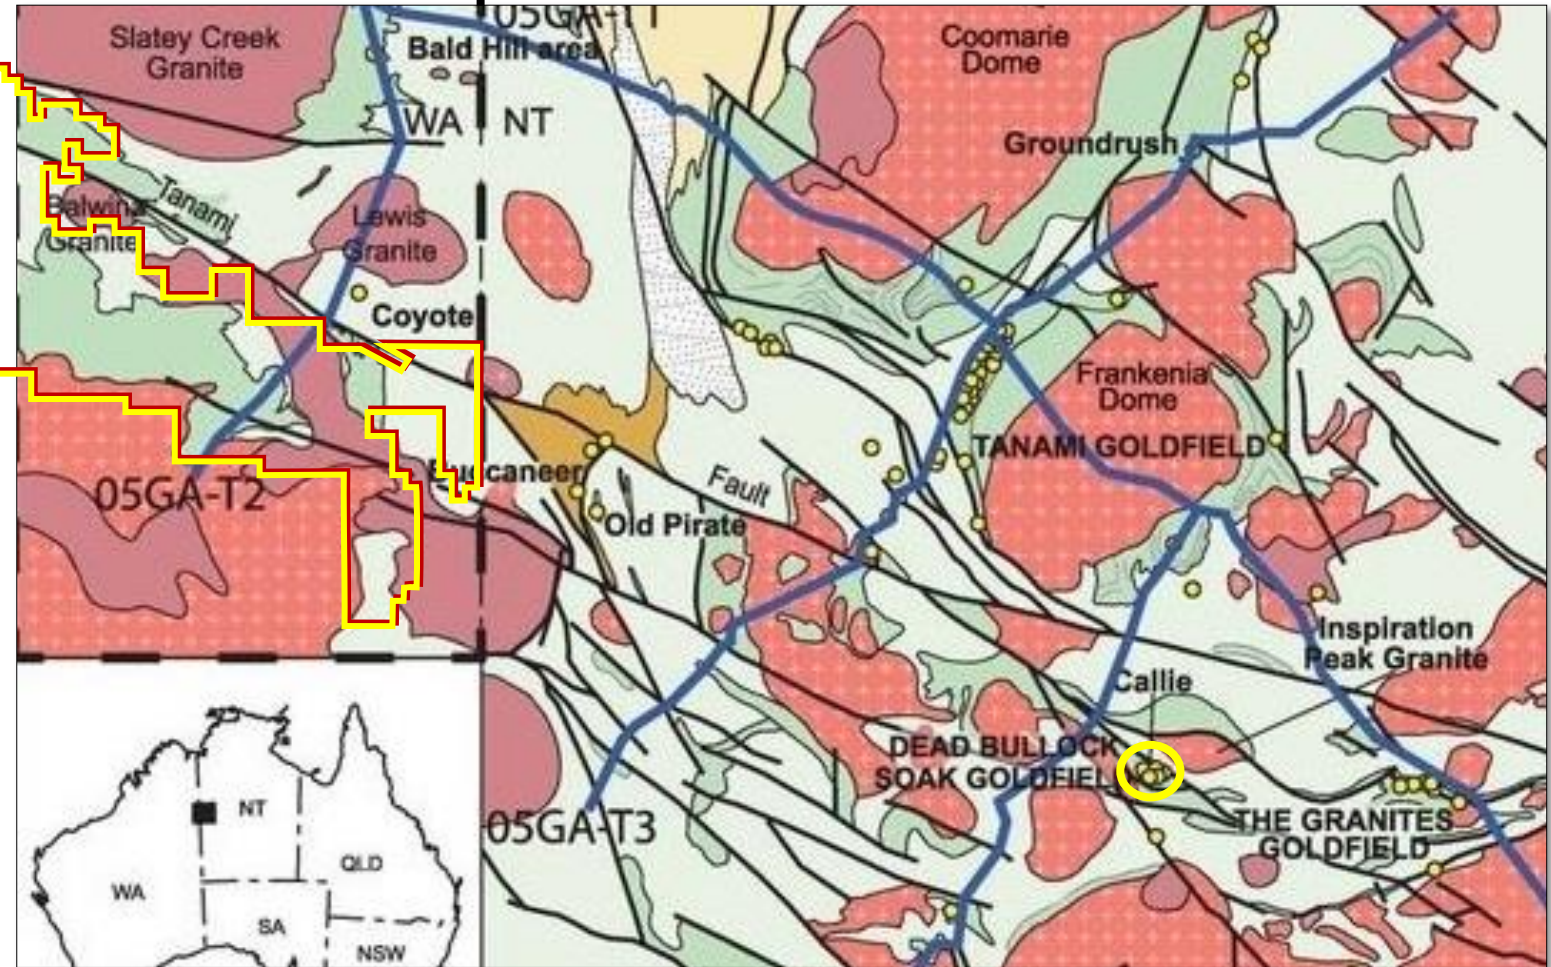 05GA-T1
Slatey Creek
Granite
Bald Hill area
Coomarie
Dome
WA
NT
Groundrush
Tanami
Balwina
Granite
Lewis
Granite
Coyote
Frankenia
Dome
TANAMI GOLDFIELD
Buccaneer
Fault
05GA-T2
Old Pirate
Inspiration
Peak Granite
Callie
DEAD BULLOCK
SOAK GOLDFIELD
05GA-T3
THE GRANITES
GOLDFIELD
NT
QLD
WA
SA
NSW